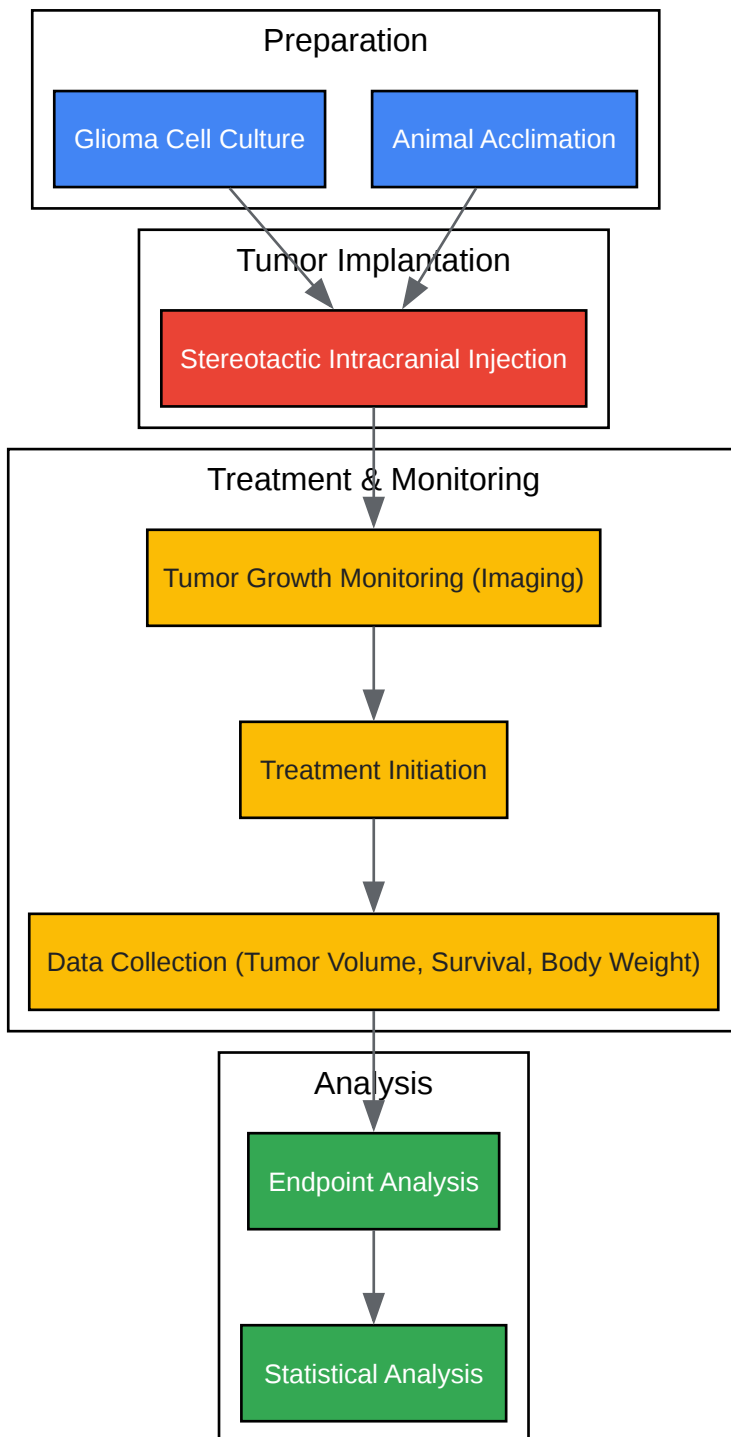 Preparation
Glioma Cell Culture
Animal Acclimation
Tumor Implantation
Stereotactic Intracranial Injection
Treatment & Monitoring
Tumor Growth Monitoring (Imaging)
Treatment Initiation
Data Collection (Tumor Volume, Survival, Body Weight)
Analysis
Endpoint Analysis
Statistical Analysis